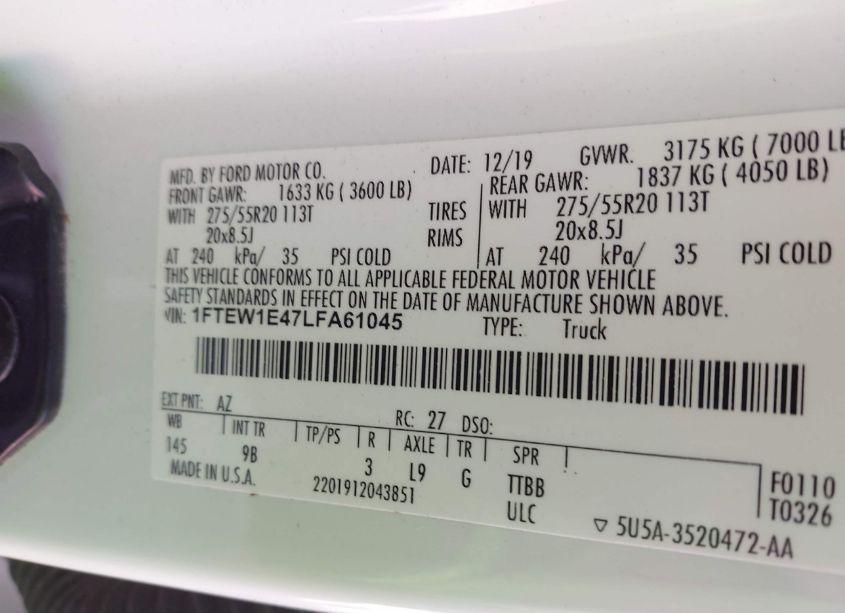 MFD. BY FORD MOTOR CO. DATE: 12/19 GVWR. 3175 KG ( 7000 LB
FRONT GAWR: 1633 KG ( 3600 LB) REAR GAWR: 1837 KG ( 4050 LB)
WITH 275/55R20 113T TIRES WITH 275/55R20 113T
20x8.5J RIMS 20x8.5J
AT 240 kPa/ 35 PSI COLD AT 240 kPa/ 35 PSI COLD
THIS VEHICLE CONFORMS TO ALL APPLICABLE FEDERAL MOTOR VEHICLE
SAFETY STANDARDS IN EFFECT ON THE DATE OF MANUFACTURE SHOWN ABOVE.
VIN: 1FTEW1E47LFA61045 TYPE: Truck
EXT PNT: AZ RC: 27 DSO:
WB INT TR TP/PS R AXLE TR SPR
145 9B 3 L9 G TTBB F0110
MADE IN U.S.A. 2201912043851 ULC T0326
5U5A-3520472-AA